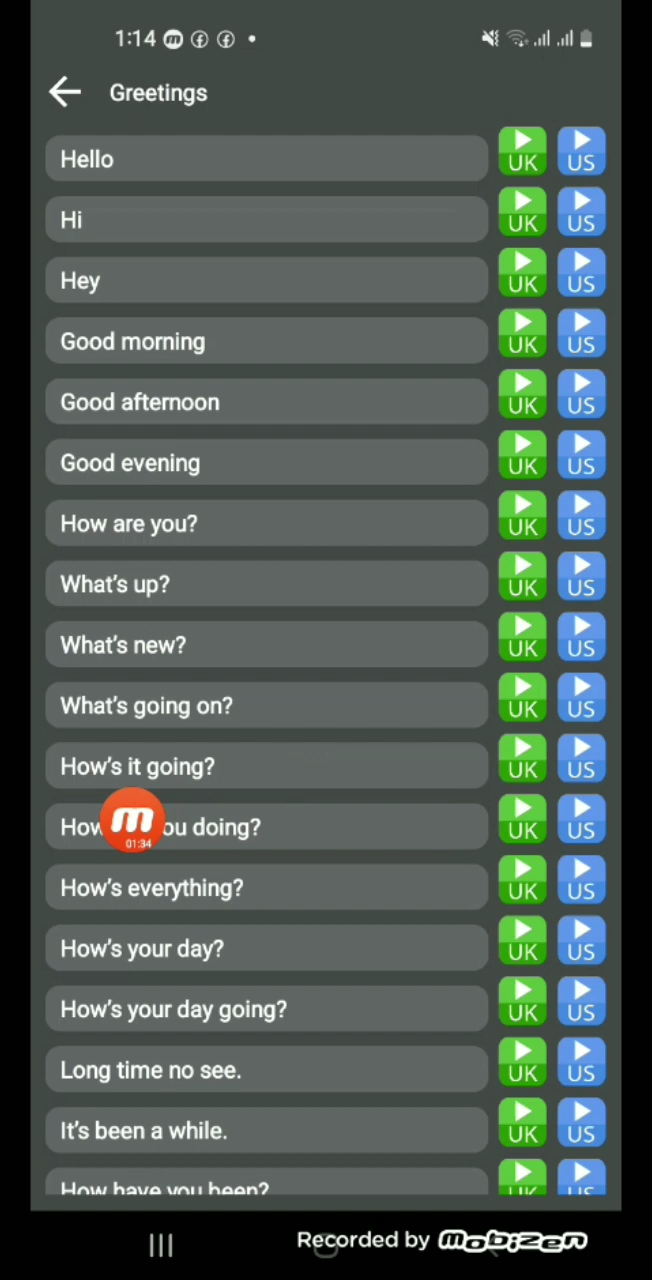 1:14
Greetings
Hello UK US
Hi UK US
Hey UK US
Good morning UK US
Good afternoon UK US
Good evening UK US
How are you? UK US
What's up? UK US
What's new? UK US
What's going on? UK US
How's it going? UK US
How ou doing? UK US
01:34
How's everything? UK US
How's your day? UK US
How's your day going? UK US
Long time no see. UK US
It's been a while. UK US
How have you been? UK US
Recorded by mobizen